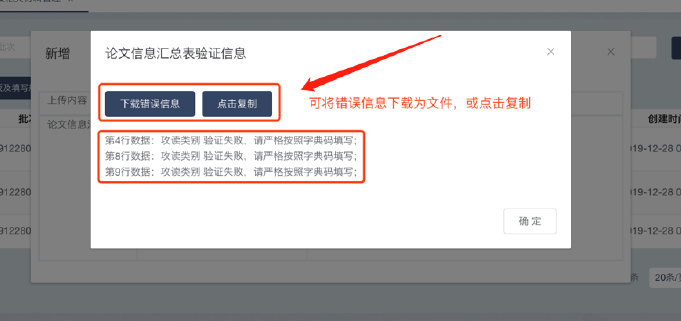 批次
新增
论文信息汇总表验证信息
下载错误信息
点击复制
可将错误信息下载为文件，或点击复制
上传内容
第4行数据：攻读类别 验证失败，请严格按照字典码填写；
第8行数据：攻读类别 验证失败，请严格按照字典码填写；
第9行数据：攻读类别 验证失败，请严格按照字典码填写；
确 定
创建时间
912280
019-12-28 0
912280
019-12-28 0
912280
019-12-28 0
条
20条/页